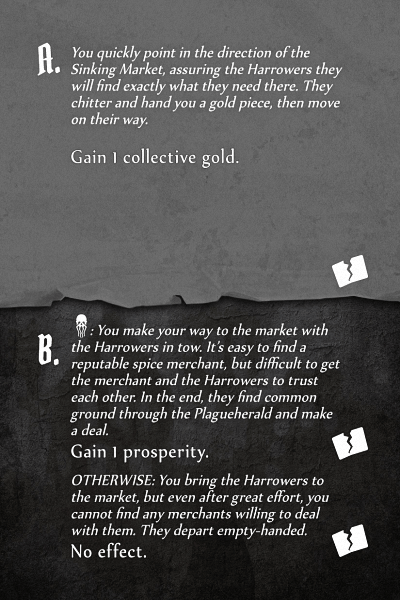 A. You quickly point in the direction of the
Sinking Market, assuring the Harrowers they
will find exactly what they need there. They
chitter and hand you a gold piece, then move
on their way.
Gain 1 collective gold.
B. : You make your way to the market with
the Harrowers in tow. It's easy to find a
reputable spice merchant, but difficult to get
the merchant and the Harrowers to trust
each other. In the end, they find common
ground through the Plagueherald and make
a deal.
Gain 1 prosperity.
OTHERWISE: You bring the Harrowers to
the market, but even after great effort, you
cannot find any merchants willing to deal
with them. They depart empty-handed.
No effect.